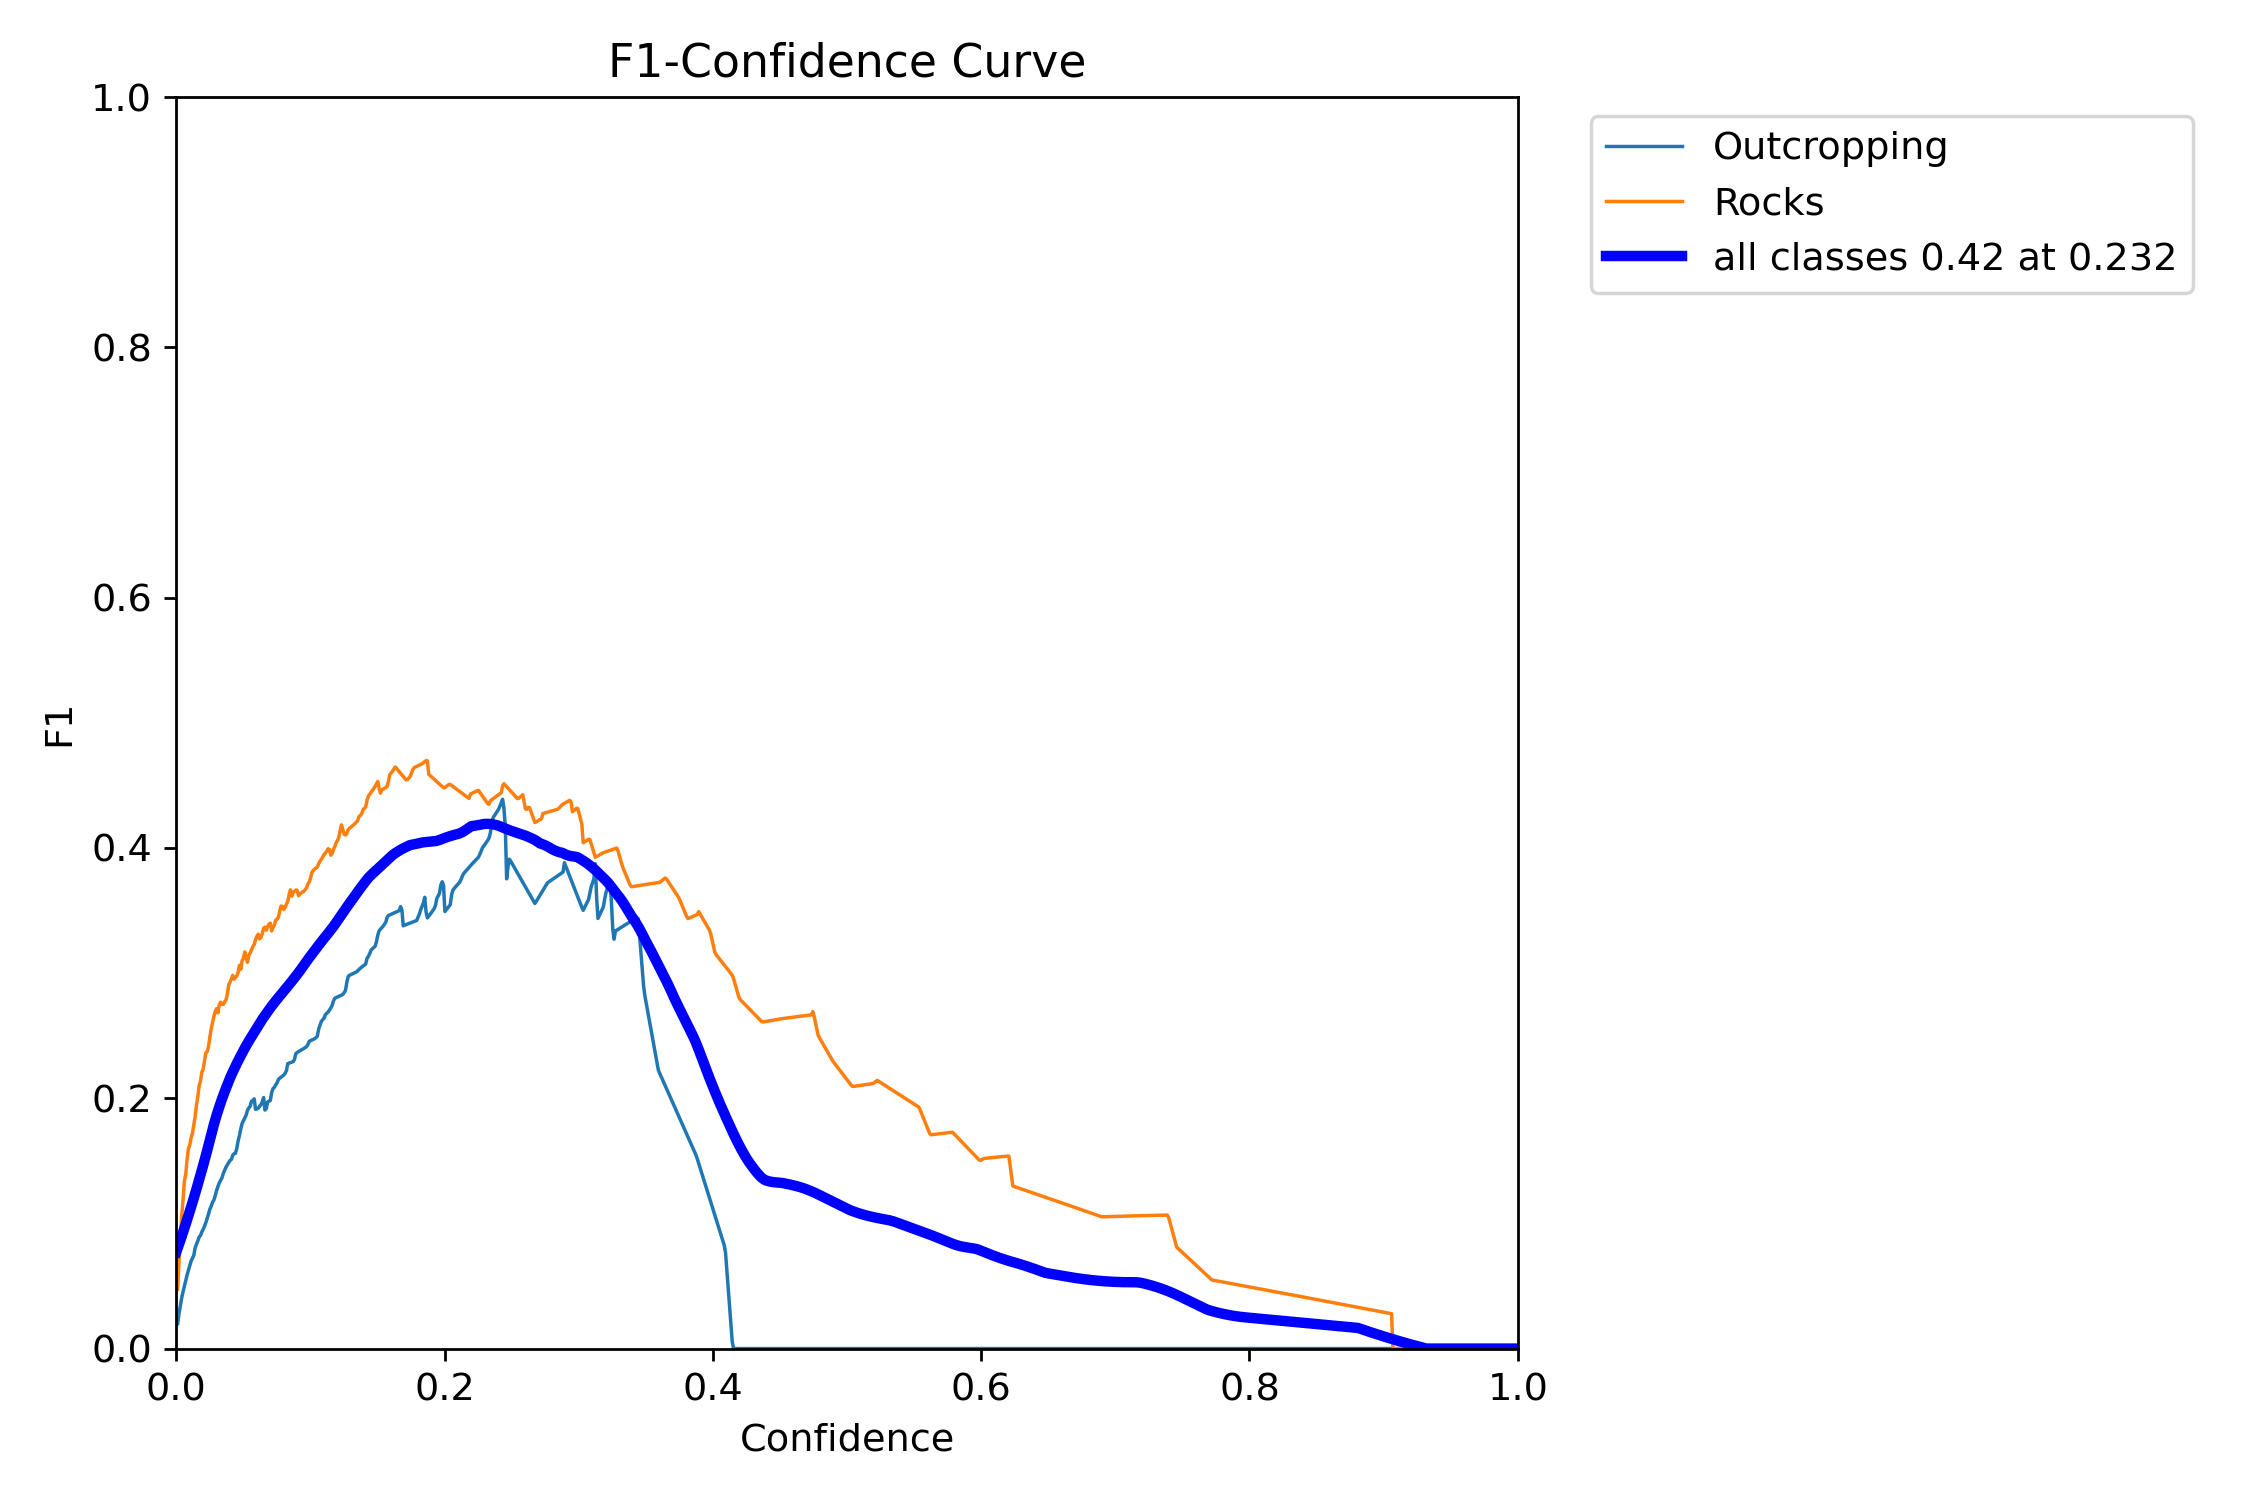 F1-Confidence Curve
1.0
0.8
0.6
0.4
0.2
0.0
F1
0.0 0.2 0.4 0.6 0.8 1.0
Confidence
Outcropping
Rocks
all classes 0.42 at 0.232